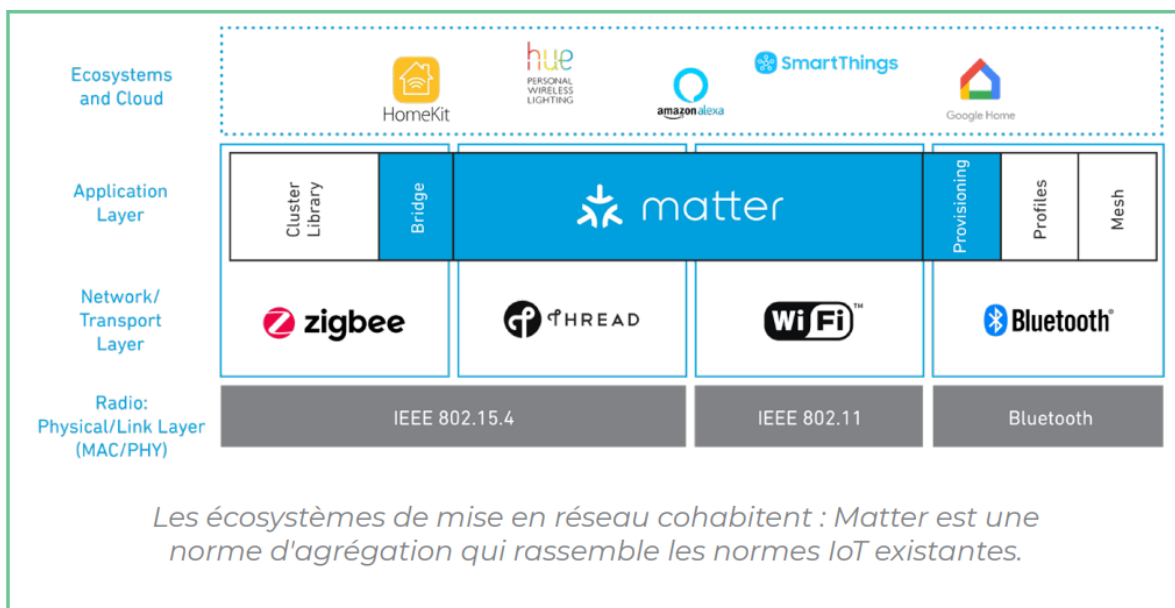 Ecosystems
and Cloud
HomeKit
hue
PERSONAL
WIRELESS
LIGHTING
amazon alexa
SmartThings
Google Home
Application
Layer
Cluster
Library
Bridge
matter
Provisioning
Profiles
Mesh
Network/
Transport
Layer
zigbee
THREAD
WiFi™
Bluetooth®
Radio:
Physical/Link Layer
(MAC/PHY)
IEEE 802.15.4
IEEE 802.11
Bluetooth
Les écosystèmes de mise en réseau cohabitent : Matter est une
norme d'agrégation qui rassemble les normes IoT existantes.